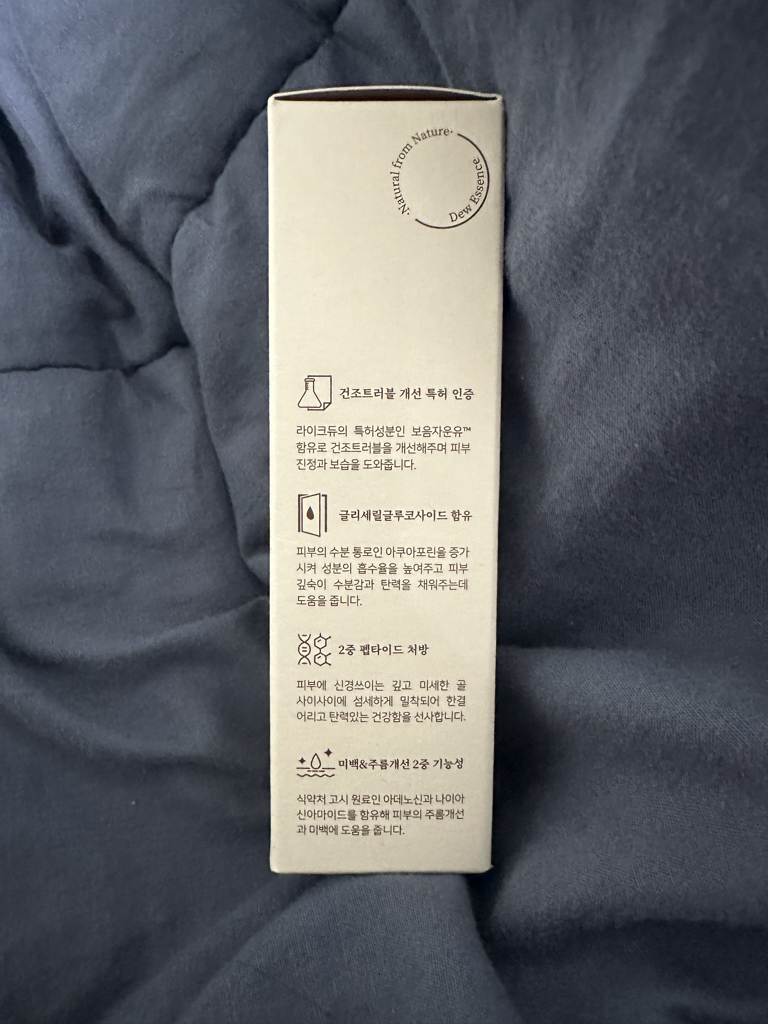 ·Natural from Nature·
Dew Essence
건조트러블 개선 특허 인증
라이크듀의 특허성분인 보음자운유™
함유로 건조트러블을 개선해주며 피부
진정과 보습을 도와줍니다.
글리세릴글루코사이드 함유
피부의 수분 통로인 아쿠아포린을 증가
시켜 성분의 흡수율을 높여주고 피부
깊숙이 수분감과 탄력을 채워주는데
도움을 줍니다.
2중 펩타이드 처방
피부에 신경쓰이는 깊고 미세한 골
사이사이에 섬세하게 밀착되어 한결
어리고 탄력있는 건강함을 선사합니다.
미백&주름개선 2중 기능성
식약처 고시 원료인 아데노신과 나이아
신아마이드를 함유해 피부의 주름개선
과 미백에 도움을 줍니다.